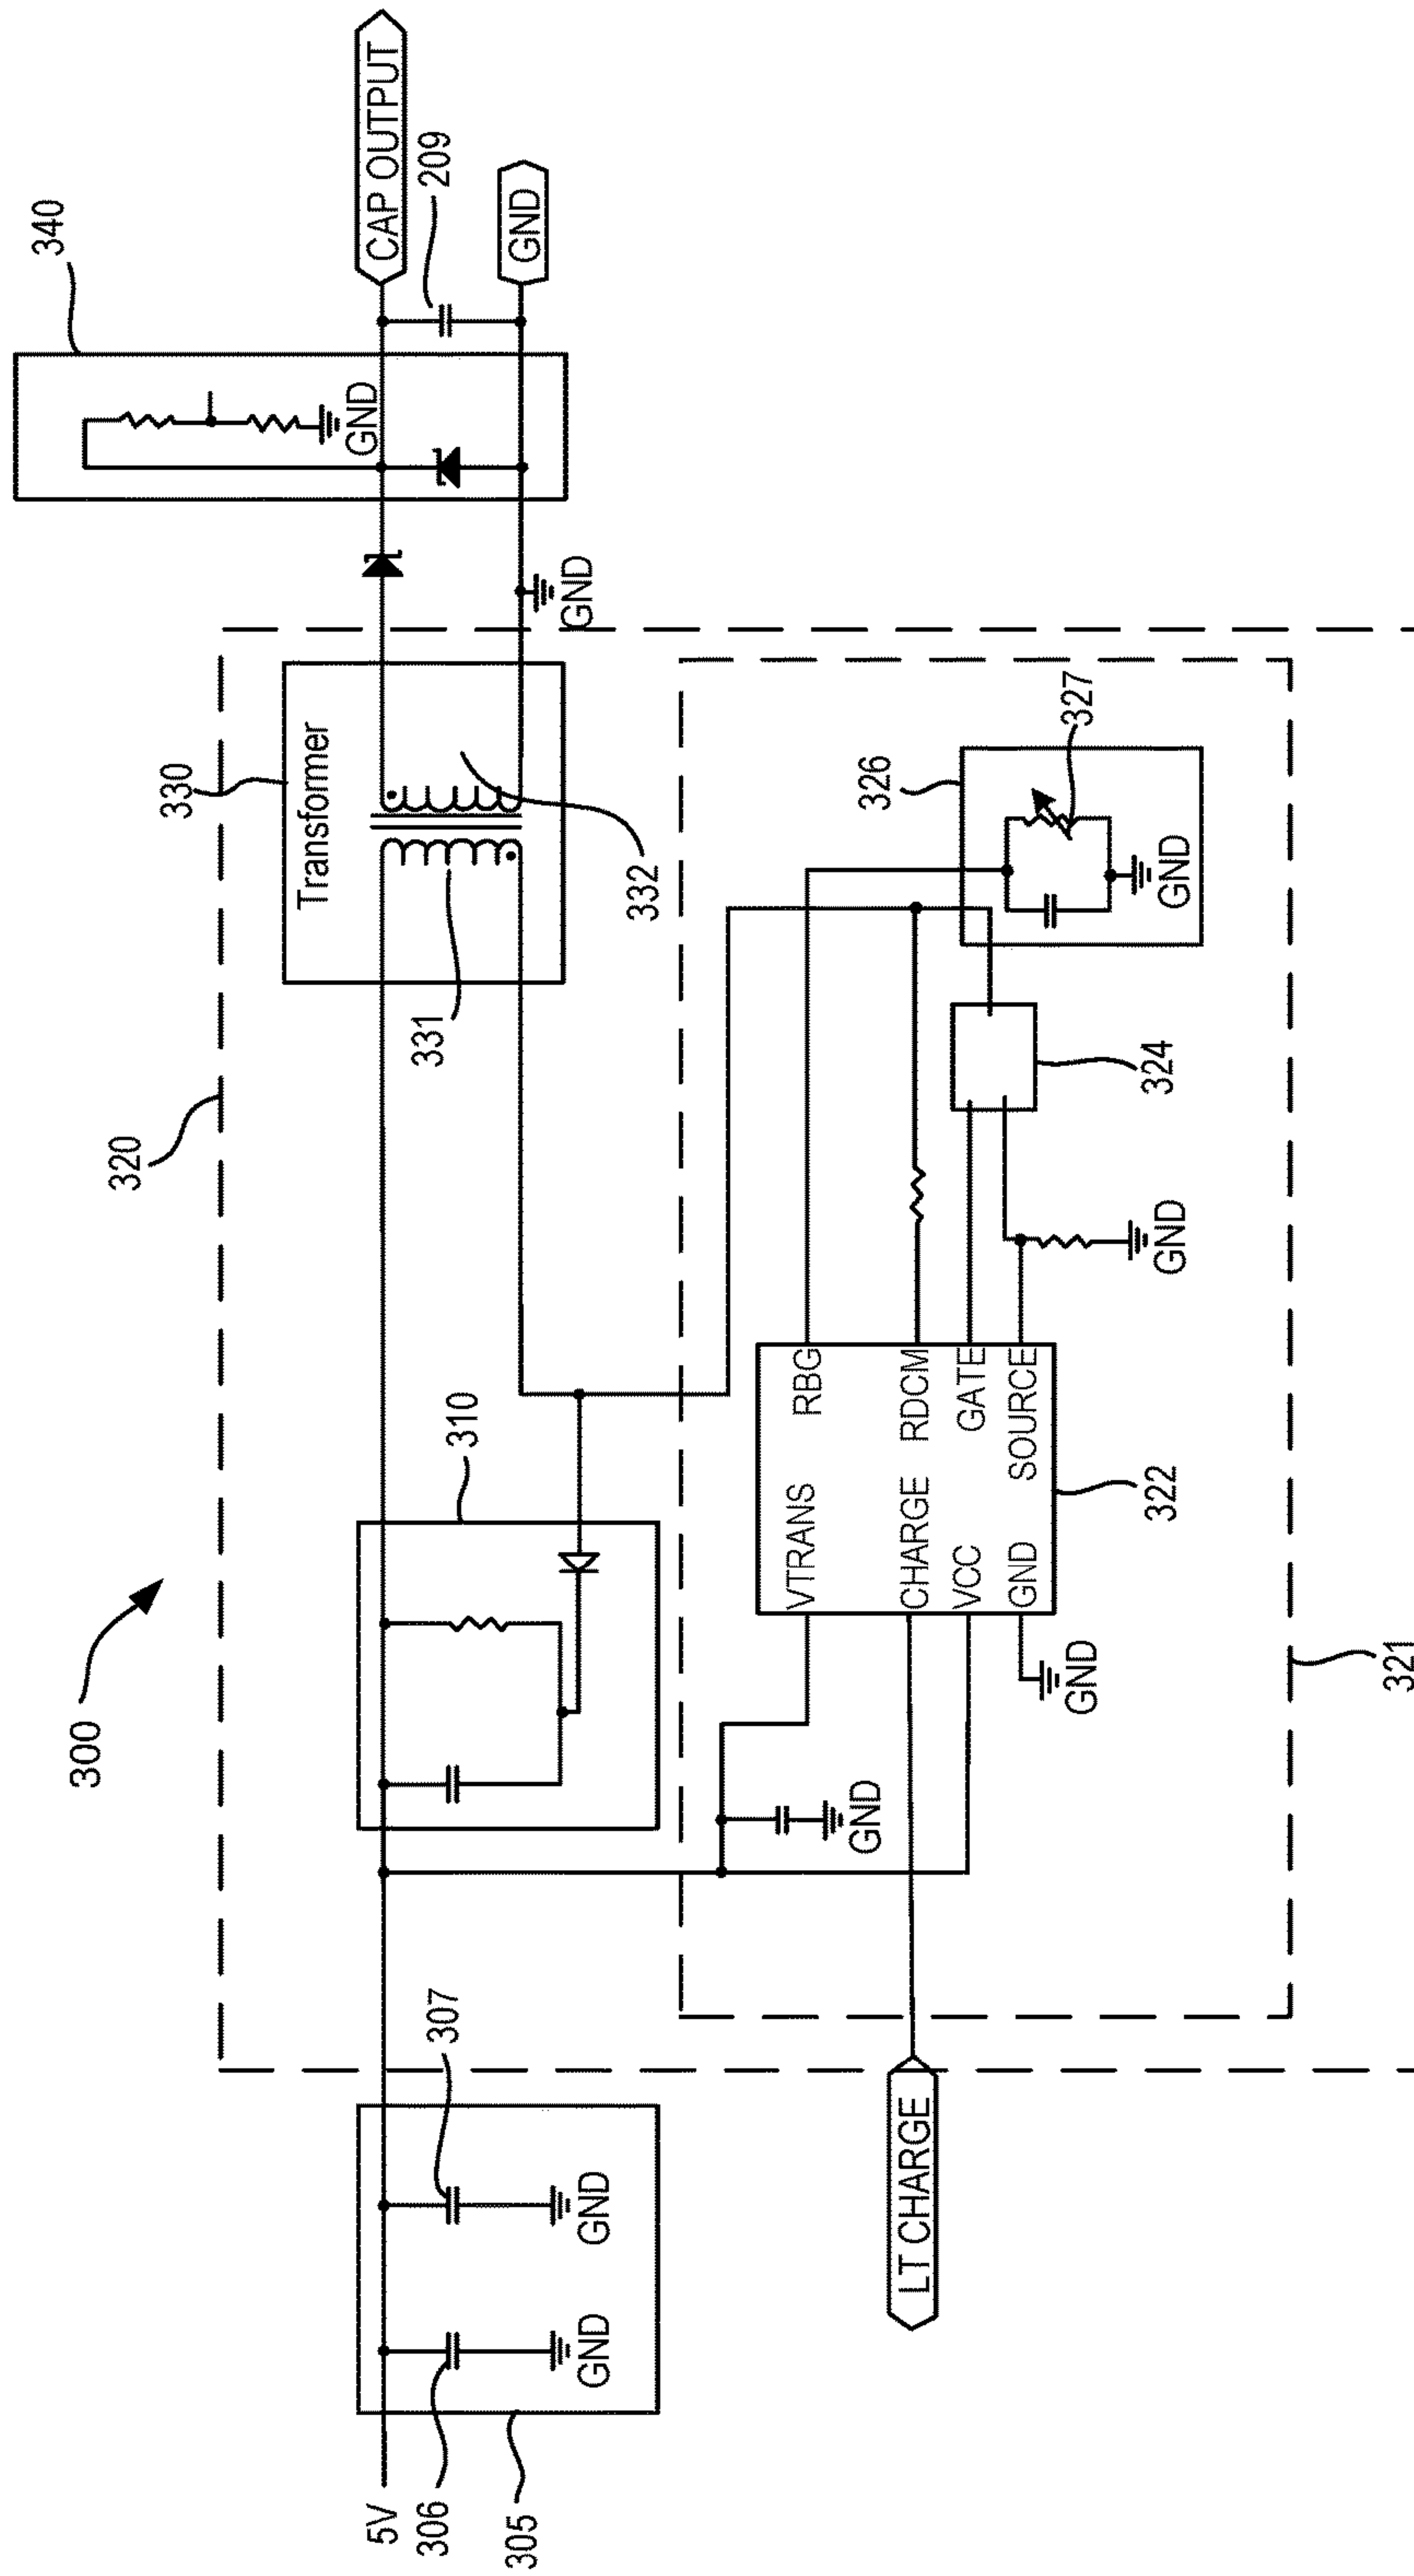 300
320
340
CAP OUTPUT
209
GND
GND
GND
330
Transformer
331
332
310
5V
306
307
305
GND
GND
321
326
327
GND
324
GND
VTRANS
RBG
CHARGE
RDCM
VCC
GATE
GND
SOURCE
322
GND
GND
LT CHARGE